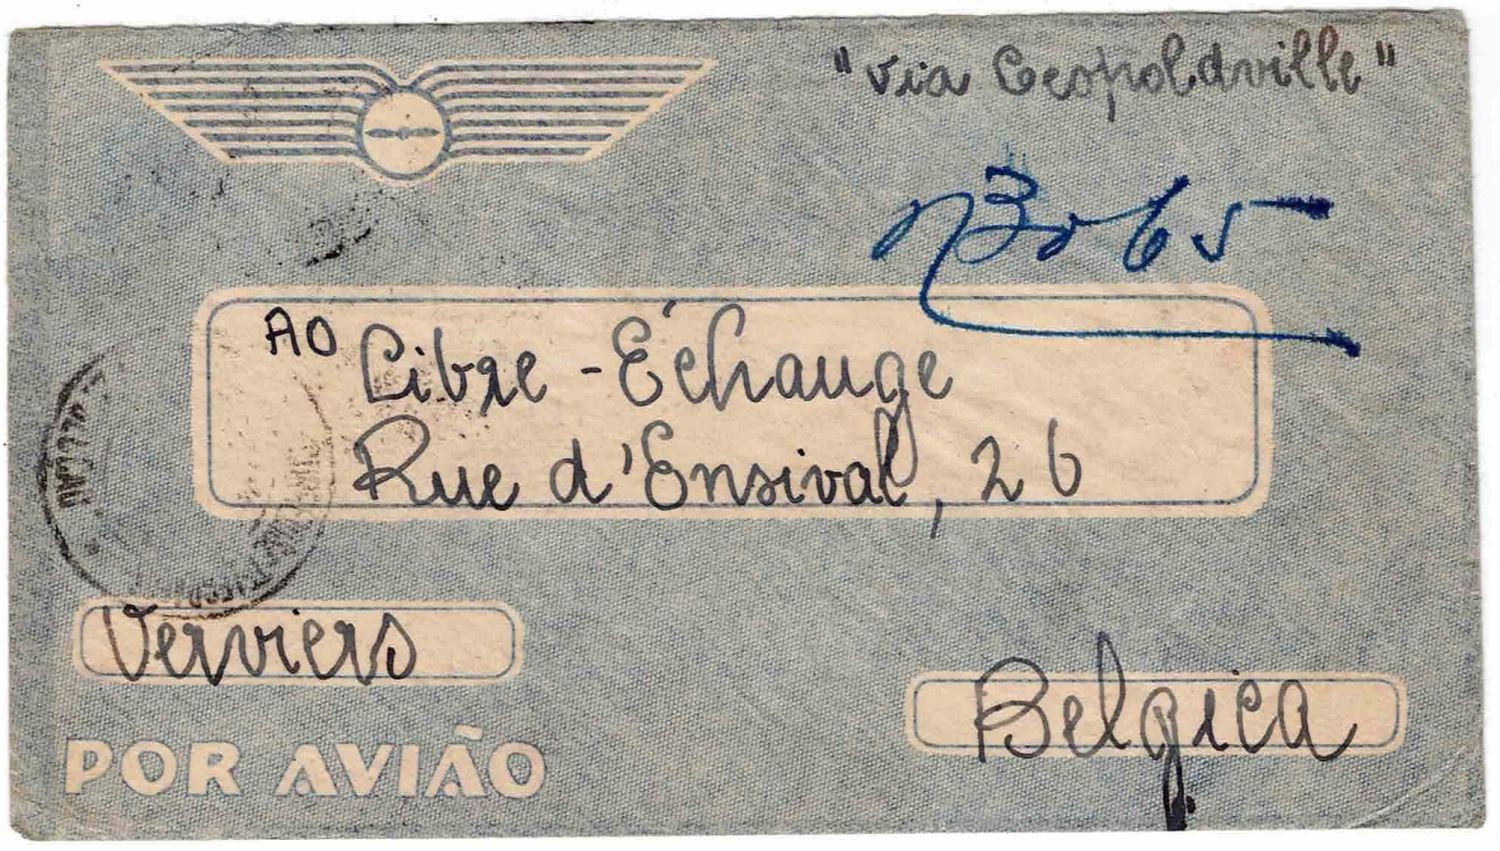 "via Leopoldville"
AO Libre-Échange
Rue d'Ensival, 26
Verviers
Belgica
POR AVIÃO